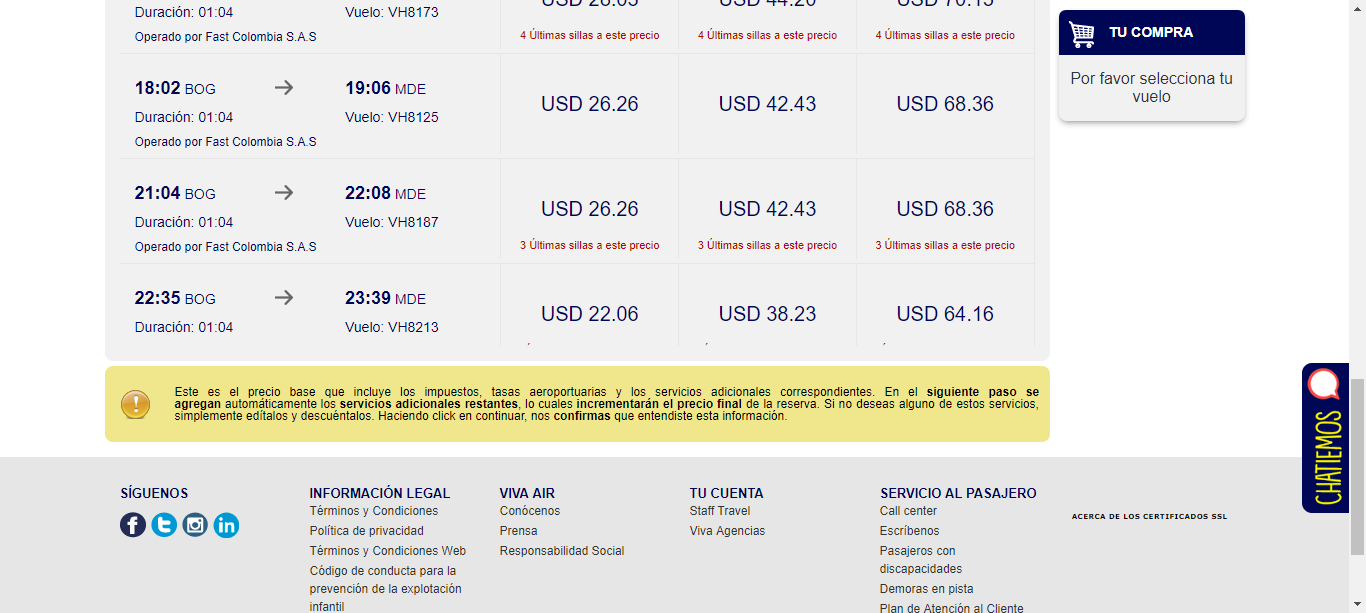 USD 28.03 USD 44.20 USD 70.13
Duración: 01:04 Vuelo: VH8173
Operado por Fast Colombia S.A.S 4 Últimas sillas a este precio 4 Últimas sillas a este precio 4 Últimas sillas a este precio
TU COMPRA
Por favor selecciona tu
vuelo
18:02 BOG 19:06 MDE
USD 26.26 USD 42.43 USD 68.36
Duración: 01:04 Vuelo: VH8125
Operado por Fast Colombia S.A.S
21:04 BOG 22:08 MDE
USD 26.26 USD 42.43 USD 68.36
Duración: 01:04 Vuelo: VH8187
Operado por Fast Colombia S.A.S 3 Últimas sillas a este precio 3 Últimas sillas a este precio 3 Últimas sillas a este precio
22:35 BOG 23:39 MDE
USD 22.06 USD 38.23 USD 64.16
Duración: 01:04 Vuelo: VH8213
Este es el precio base que incluye los impuestos, tasas aeroportuarias y los servicios adicionales correspondientes. En el siguiente paso se
agregan automáticamente los servicios adicionales restantes, lo cuales incrementarán el precio final de la reserva. Si no deseas alguno de estos servicios,
simplemente edítalos y descuéntalos. Haciendo click en continuar, nos confirmas que entendiste esta información.
CHATIEMOS
SÍGUENOS
INFORMACIÓN LEGAL
Términos y Condiciones
Política de privacidad
Términos y Condiciones Web
Código de conducta para la
prevención de la explotación
infantil
VIVA AIR
Conócenos
Prensa
Responsabilidad Social
TU CUENTA
Staff Travel
Viva Agencias
SERVICIO AL PASAJERO
Call center
Escríbenos
Pasajeros con
discapacidades
Demoras en pista
Plan de Atención al Cliente
ACERCA DE LOS CERTIFICADOS SSL